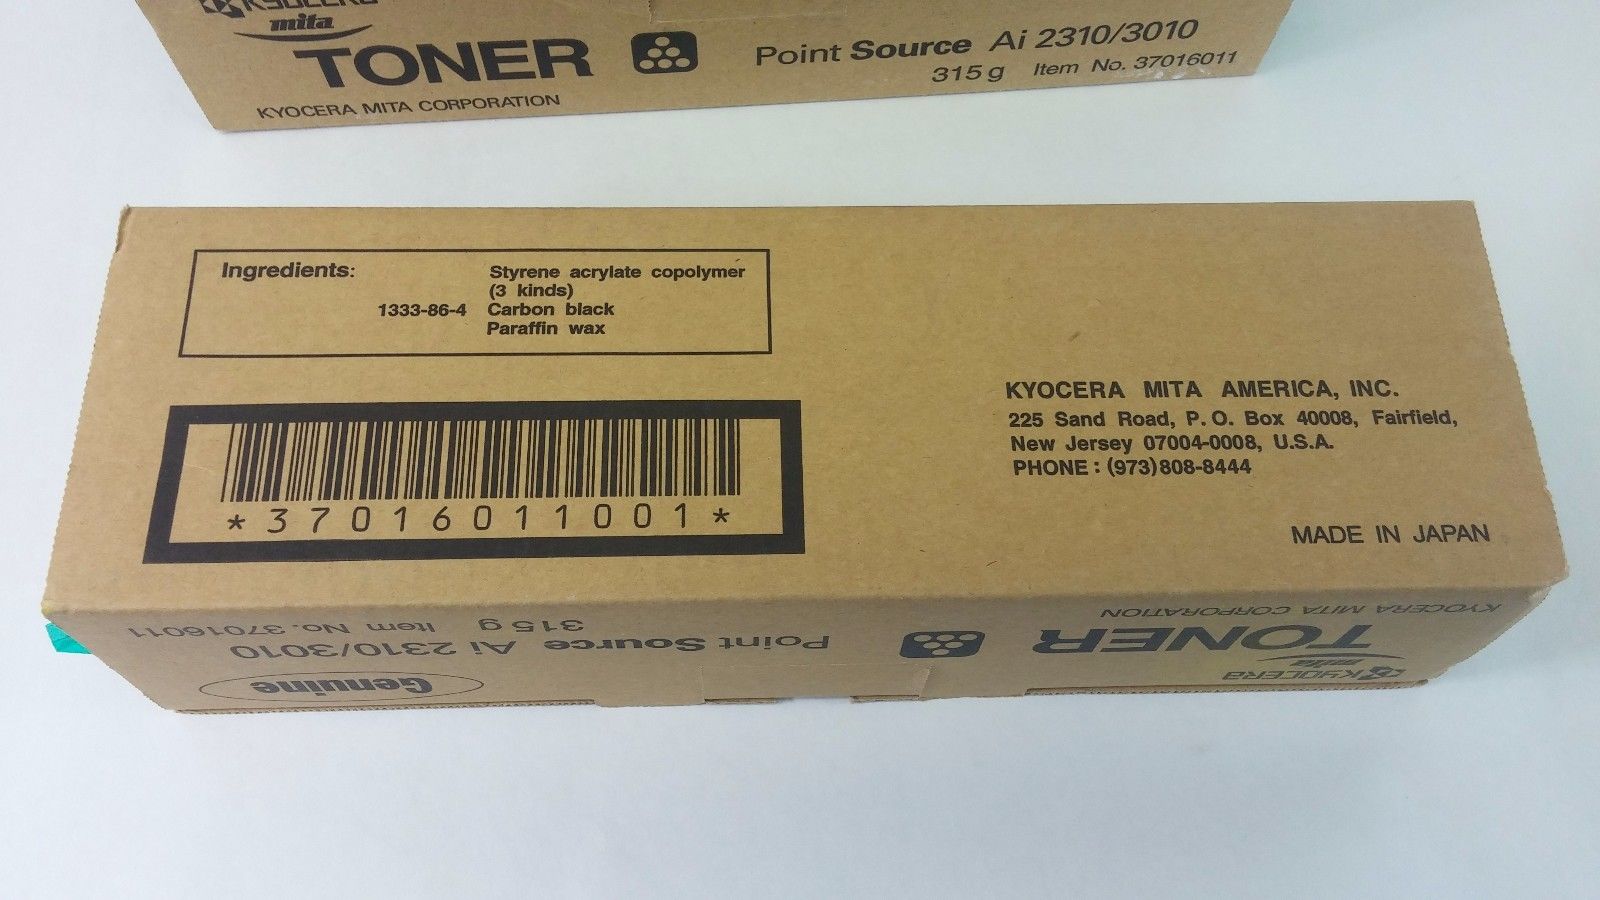 KYOCERA
mita
TONER
Point Source Ai 2310/3010
315 g Item No. 37016011
KYOCERA MITA CORPORATION
Ingredients: Styrene acrylate copolymer
(3 kinds)
1333-86-4 Carbon black
Paraffin wax
*37016011001*
KYOCERA MITA AMERICA, INC.
225 Sand Road, P. O. Box 40008, Fairfield,
New Jersey 07004-0008, U.S.A.
PHONE : (973)808-8444
MADE IN JAPAN
KYOCERA
mita
TONER
KYOCERA MITA CORPORATION
Genuine
Point Source Ai 2310/3010
315 g Item No. 37016011